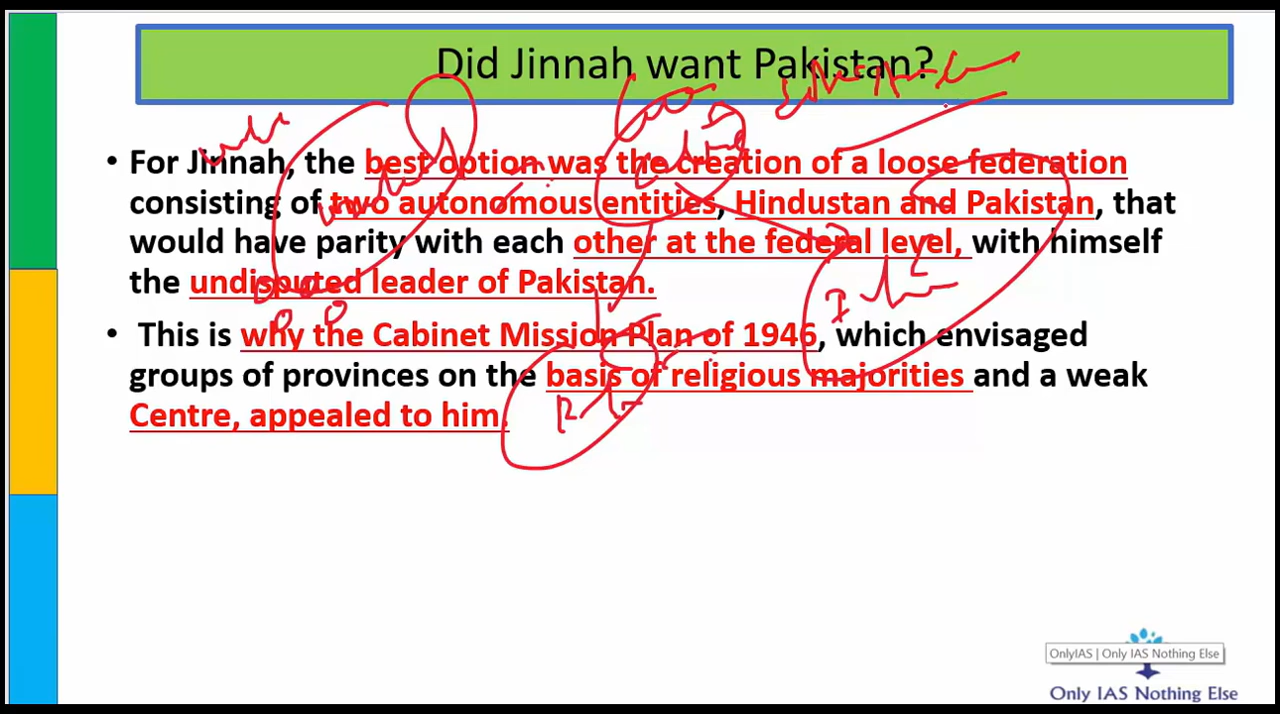 Did Jinnah want Pakistan?
• For Jinnah, the best option was the creation of a loose federation
consisting of two autonomous entities, Hindustan and Pakistan, that
would have parity with each other at the federal level, with himself
the undisputed leader of Pakistan.
• This is why the Cabinet Mission Plan of 1946, which envisaged
groups of provinces on the basis of religious majorities and a weak
Centre, appealed to him.
OnlyIAS | Only IAS Nothing Else
Only IAS Nothing Else